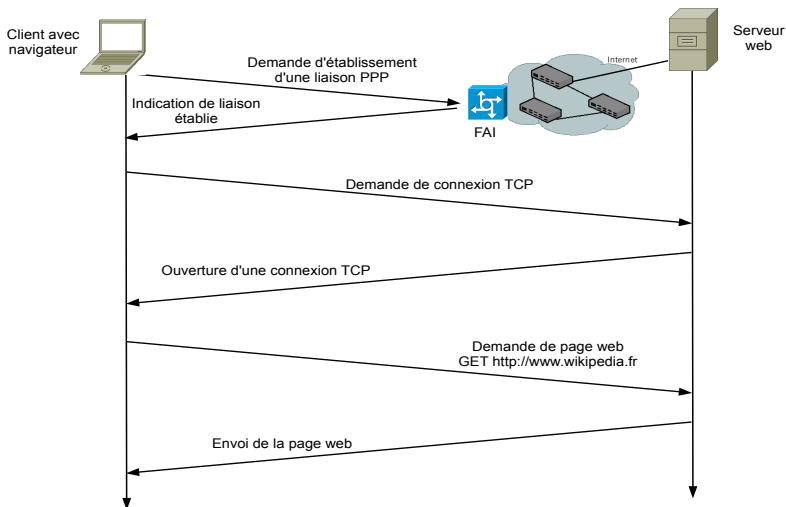 Client avec
navigateur
Serveur
web
Demande d'établissement
d'une liaison PPP
Internet
Indication de liaison
établie
FAI
Demande de connexion TCP
Ouverture d'une connexion TCP
Demande de page web
GET http://www.wikipedia.fr
Envoi de la page web